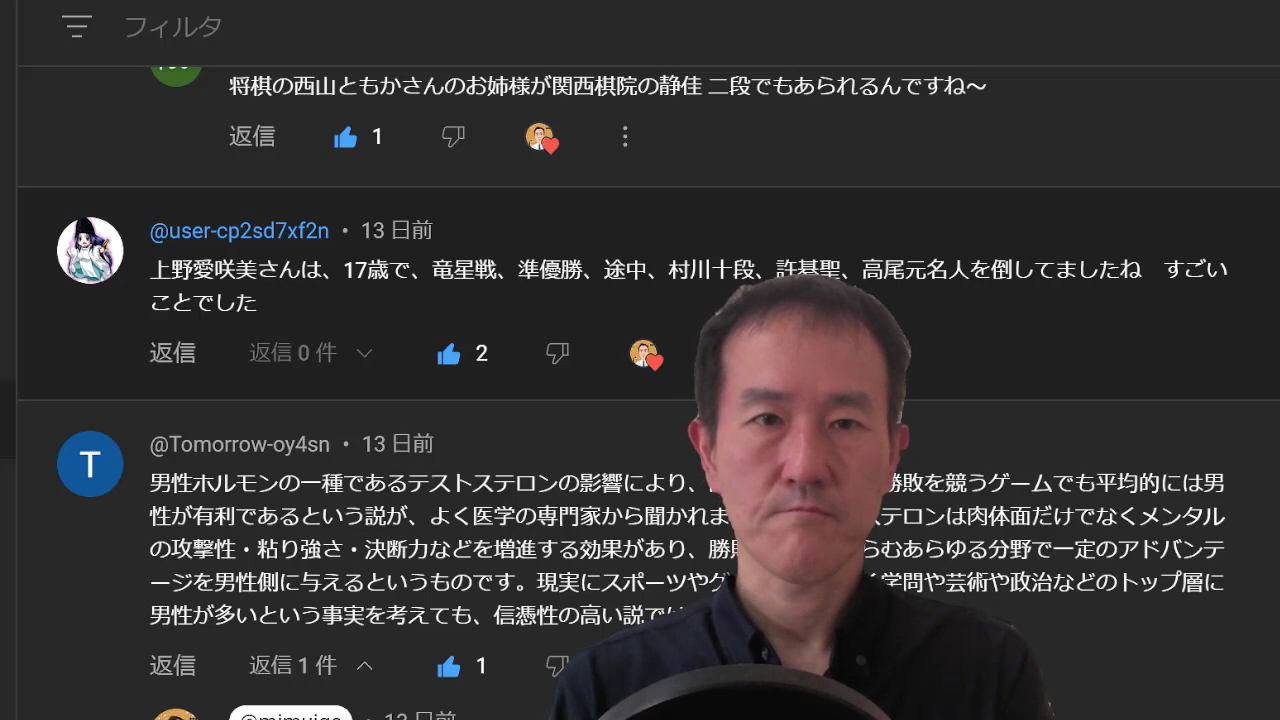 フィルタ
将棋の西山ともかさんのお姉様が関西棋院の静佳 二段でもあられるんですね〜
返信 1
@user-cp2sd7xf2n • 13 日前
上野愛咲美さんは、17歳で、竜星戦、準優勝、途中、村川十段、許碁聖、高尾元名人を倒してましたね　すごい
ことでした
返信 返信 0 件 2
@Tomorrow-oy4sn • 13 日前
T
男性ホルモンの一種であるテストステロンの影響により、 勝敗を競うゲームでも平均的には男
性が有利であるという説が、よく医学の専門家から聞かれま ステロンは肉体面だけでなくメンタル
の攻撃性・粘り強さ・決断力などを増進する効果があり、勝 らむあらゆる分野で一定のアドバンテ
ージを男性側に与えるというものです。現実にスポーツやゲ 学問や芸術や政治などのトップ層に
男性が多いという事実を考えても、信憑性の高い説では
返信 返信 1 件 1
13 日前